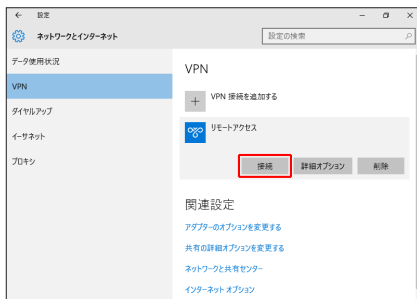 設定
ネットワークとインターネット
設定の検索
データ使用状況
VPN
ダイヤルアップ
イーサネット
プロキシ
VPN
VPN 接続を追加する
リモートアクセス
接続
詳細オプション
削除
関連設定
アダプターのオプションを変更する
共有の詳細オプションを変更する
ネットワークと共有センター
インターネット オプション